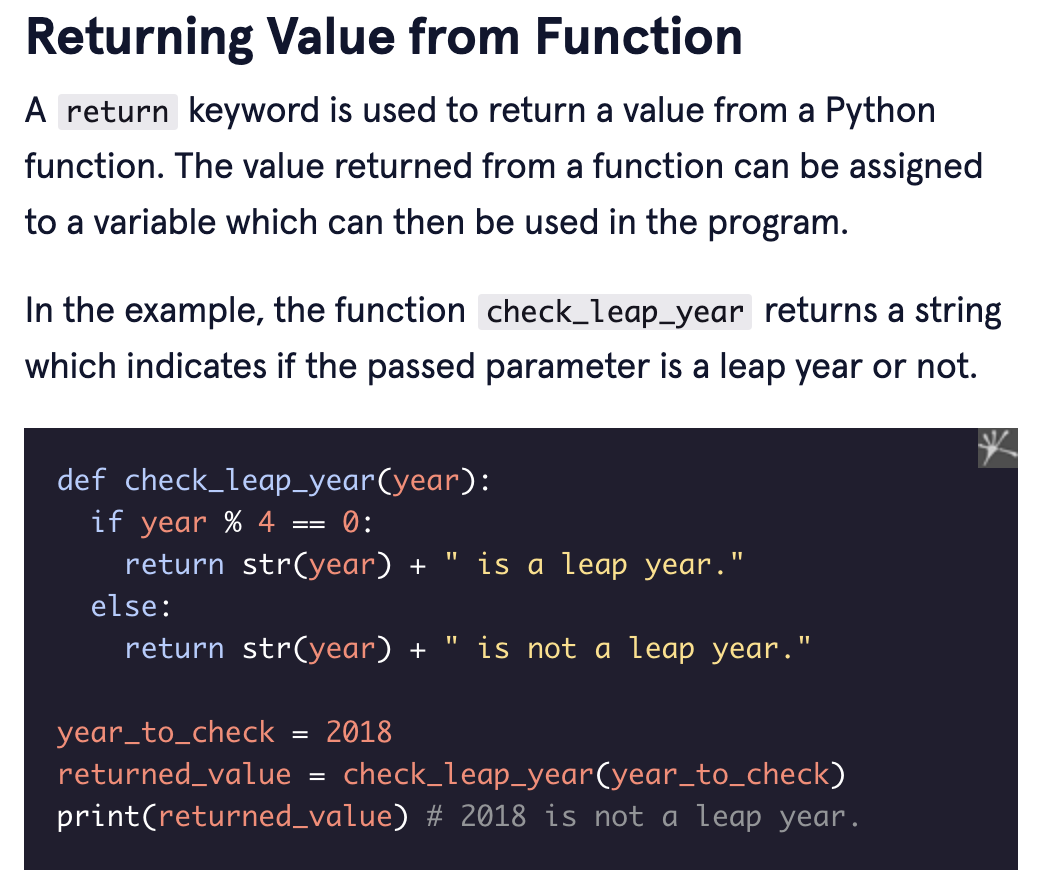 Returning Value from Function
A return keyword is used to return a value from a Python
function. The value returned from a function can be assigned
to a variable which can then be used in the program.
In the example, the function check_leap_year returns a string
which indicates if the passed parameter is a leap year or not.
def check_leap_year(year):
  if year % 4 == 0:
    return str(year) + " is a leap year."
  else:
    return str(year) + " is not a leap year."

year_to_check = 2018
returned_value = check_leap_year(year_to_check)
print(returned_value) # 2018 is not a leap year.